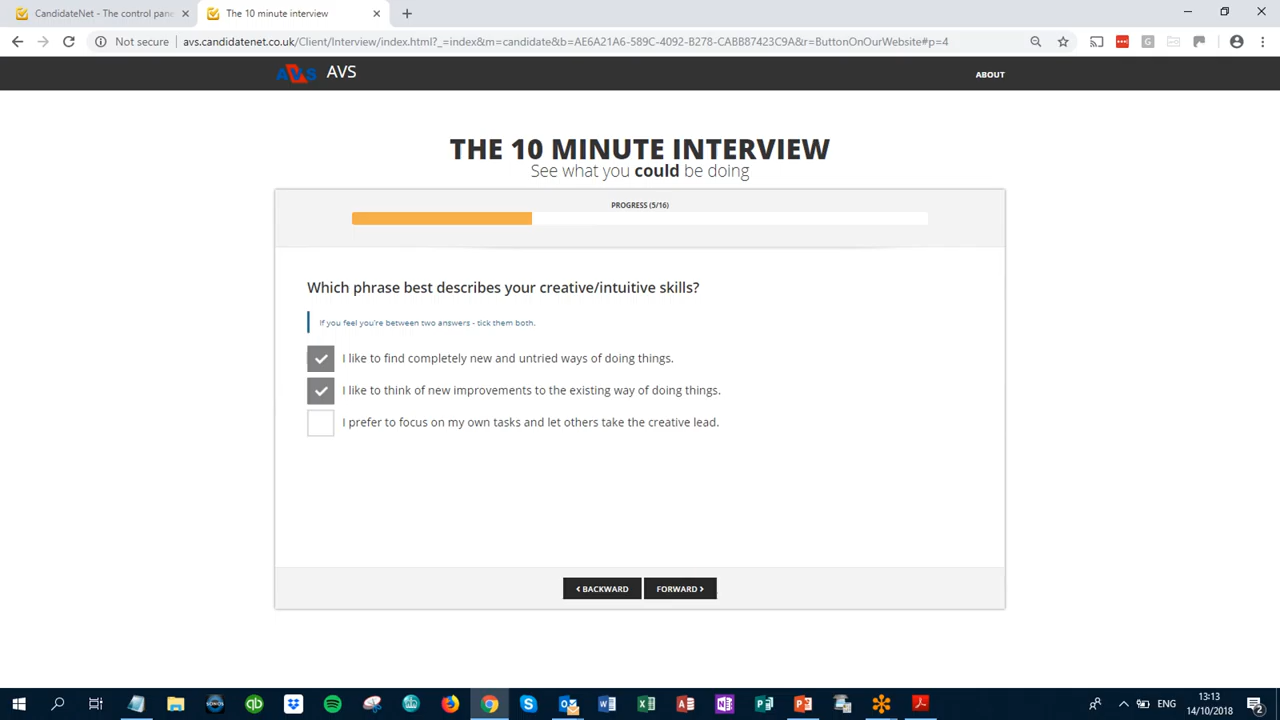 CandidateNet - The control pane
The 10 minute interview
Not secure
avs.candidatenet.co.uk/Client/Interview/index.html?_=index&m=candidate&b=AE6A21A6-589C-4092-B278-CABB87423C9A&r=ButtonOnOurWebsite#p=4
AVS AVS
ABOUT
THE 10 MINUTE INTERVIEW
See what you could be doing
PROGRESS (5/16)
Which phrase best describes your creative/intuitive skills?
If you feel you're between two answers - tick them both.
I like to find completely new and untried ways of doing things.
I like to think of new improvements to the existing way of doing things.
I prefer to focus on my own tasks and let others take the creative lead.
BACKWARD
FORWARD
SONOS
ENG
13:13
14/10/2018
2